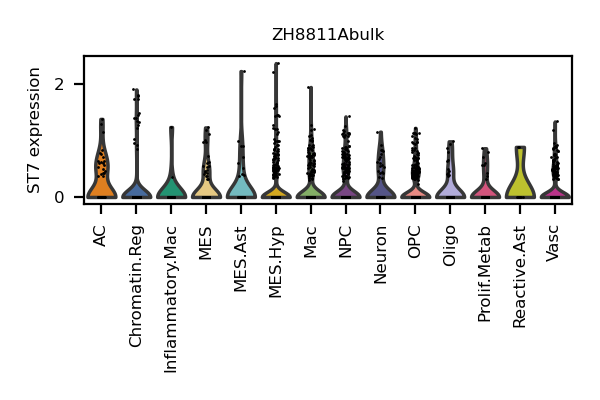 ZH8811Abulk
ST7 expression
2
0
AC
Chromatin.Reg
Inflammatory.Mac
MES
MES.Ast
MES.Hyp
Mac
NPC
Neuron
OPC
Oligo
Prolif.Metab
Reactive.Ast
Vasc